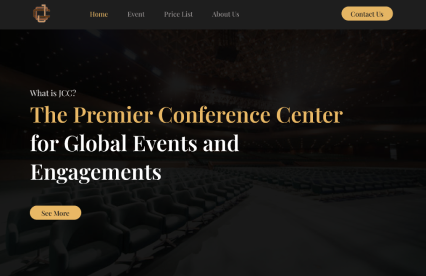 Home Event Price List About Us Contact Us
What is JCC?
The Premier Conference Center
for Global Events and
Engagements
See More